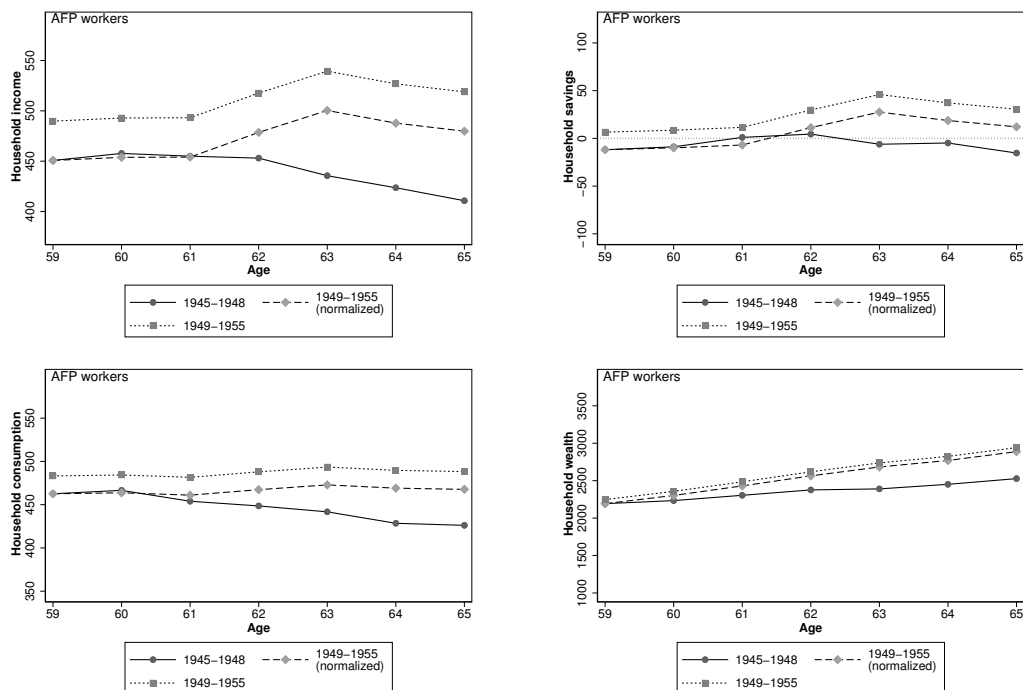 AFP workers
Household income
550
500
450
400
59 60 61 62 63 64 65
Age
1945−1948
1949−1955
(normalized)
1949−1955
AFP workers
Household savings
100
50
0
−50
−100
59 60 61 62 63 64 65
Age
1945−1948
1949−1955
(normalized)
1949−1955
AFP workers
Household consumption
550
500
450
400
350
59 60 61 62 63 64 65
Age
1945−1948
1949−1955
(normalized)
1949−1955
AFP workers
Household wealth
3500
3000
2500
2000
1500
1000
59 60 61 62 63 64 65
Age
1945−1948
1949−1955
(normalized)
1949−1955